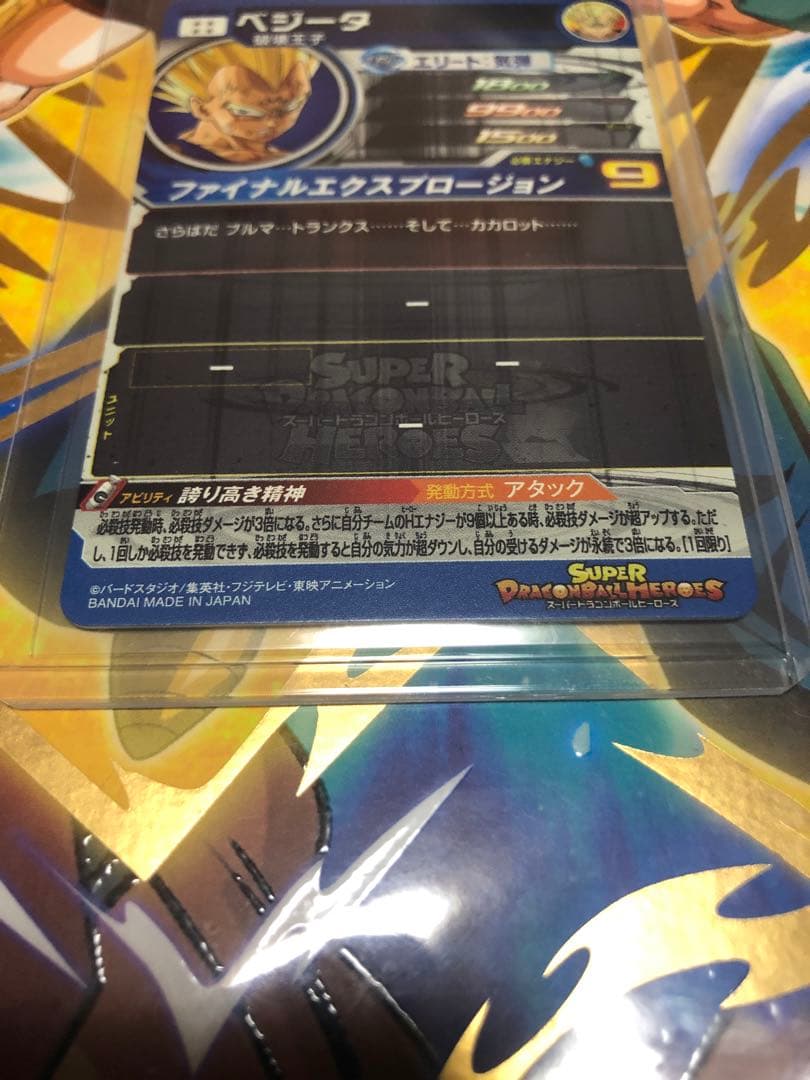 ベジータ
破壊王子
エリート:気弾
1800
9900
1500
必要エナジー
9
ファイナルエクスプロージョン
さらばだ ブルマ…トランクス……そして…カカロット……
ー
ー ー
ー
ユニット
SUPER
DRAGONBALL
スーパードラゴンボールヒーローズ
HEROES
アビリティ 誇り高き精神 発動方式 アタック
必殺技発動時、必殺技ダメージが3倍になる。さらに自分チームのHエナジーが9個以上ある時、必殺技ダメージが超アップする。ただ
し、1回しか必殺技を発動できず、必殺技を発動すると自分の気力が超ダウンし、自分の受けるダメージが永続で3倍になる。[1回限り]
©バードスタジオ/集英社・フジテレビ・東映アニメーション
BANDAI MADE IN JAPAN
SUPER
DRAGONBALL HEROES
スーパードラゴンボールヒーローズ